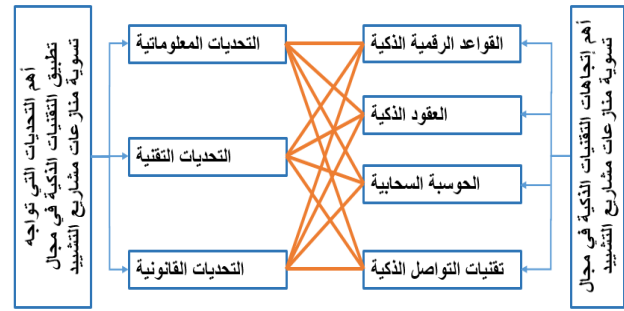 أهم إتجاهات التقنيات الذكية في مجال
تسوية منازعات مشاريع التشييد
القواعد الرقمية الذكية
العقود الذكية
الحوسبة السحابية
تقنيات التواصل الذكية
التحديات المعلوماتية
التحديات التقنية
التحديات القانونية
أهم التحديات التي تواجه
تطبيق التقنيات الذكية في مجال
تسوية منازعات مشاريع التشييد